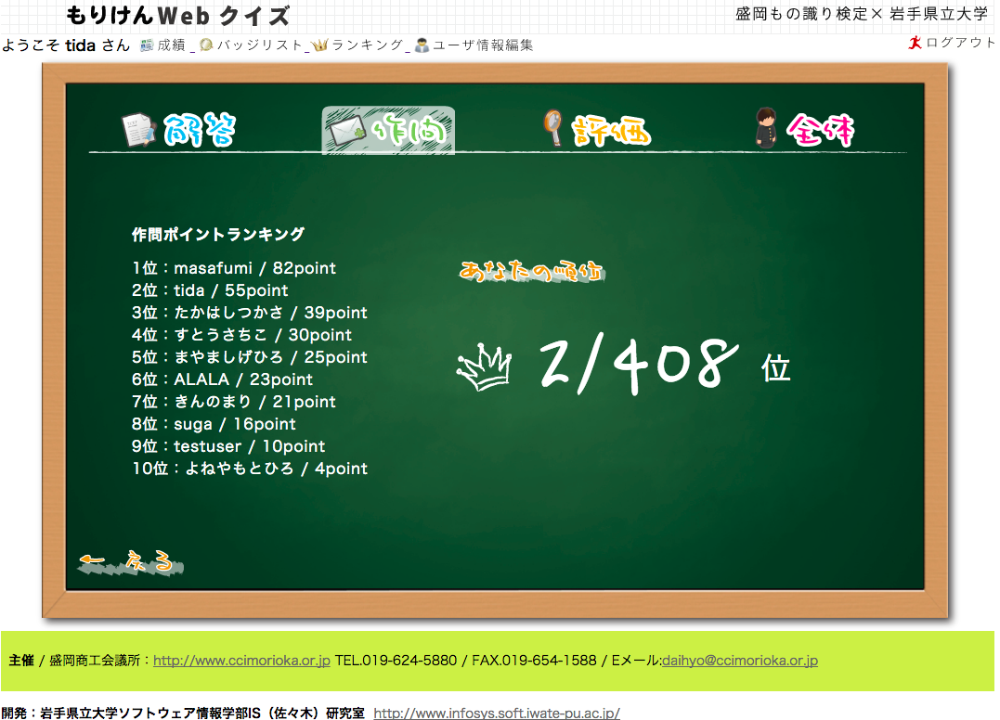 もりけんWeb クイズ
盛岡もの識り検定× 岩手県立大学
ようこそ tida さん 成績 バッジリスト ランキング ユーザ情報編集
ログアウト
解答 作問 評価 全体
作問ポイントランキング
1位：masafumi / 82point
2位：tida / 55point
3位：たかはしつかさ / 39point
4位：すとうさちこ / 30point
5位：まやましげひろ / 25point
6位：ALALA / 23point
7位：きんのまり / 21point
8位：suga / 16point
9位：testuser / 10point
10位：よねやもとひろ / 4point
あなたの順位
2/408 位
← 戻る
主催 / 盛岡商工会議所：http://www.ccimorioka.or.jp TEL.019-624-5880 / FAX.019-654-1588 / Eメール:daihyo@ccimorioka.or.jp
開発：岩手県立大学ソフトウェア情報学部IS（佐々木）研究室 http://www.infosys.soft.iwate-pu.ac.jp/